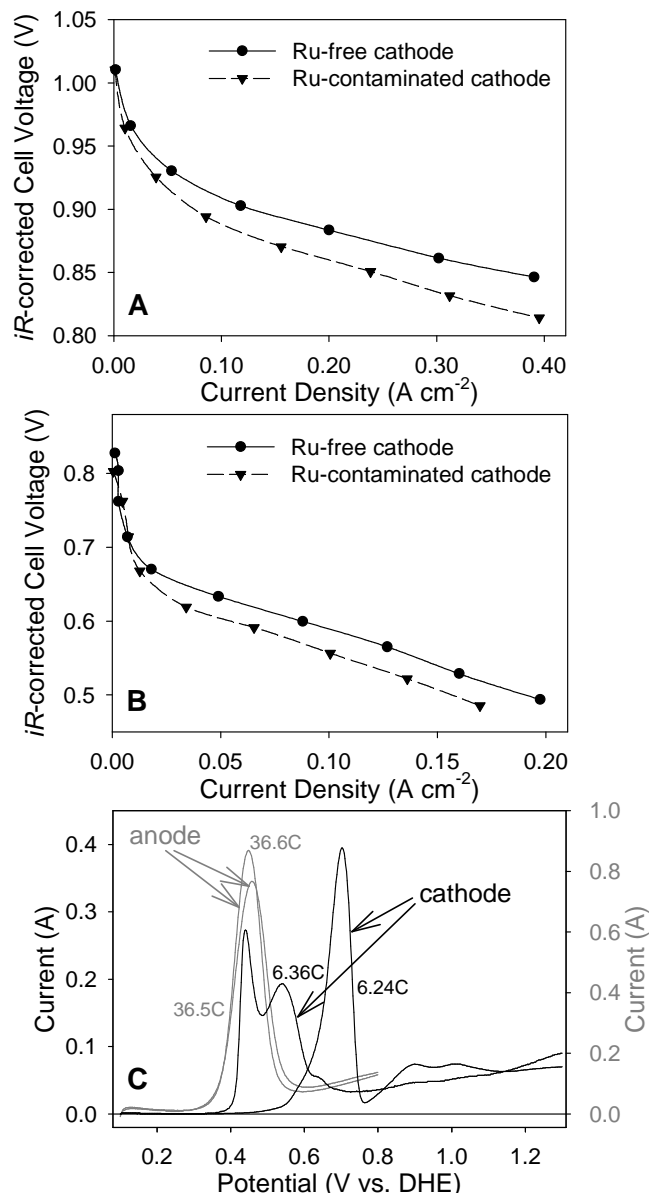 1.05
1.00
0.95
0.90
0.85
0.80
iR-corrected Cell Voltage (V)
Ru-free cathode
Ru-contaminated cathode
A
0.00 0.10 0.20 0.30 0.40
Current Density (A cm-2)
0.8
0.7
0.6
0.5
iR-corrected Cell Voltage (V)
Ru-free cathode
Ru-contaminated cathode
B
0.00 0.05 0.10 0.15 0.20
Current Density (A cm-2)
0.4
0.3
0.2
0.1
0.0
Current (A)
anode
36.6C
36.5C
6.36C
cathode
6.24C
C
1.0
0.8
0.6
0.4
0.2
0.0
Current (A)
0.2 0.4 0.6 0.8 1.0 1.2
Potential (V vs. DHE)